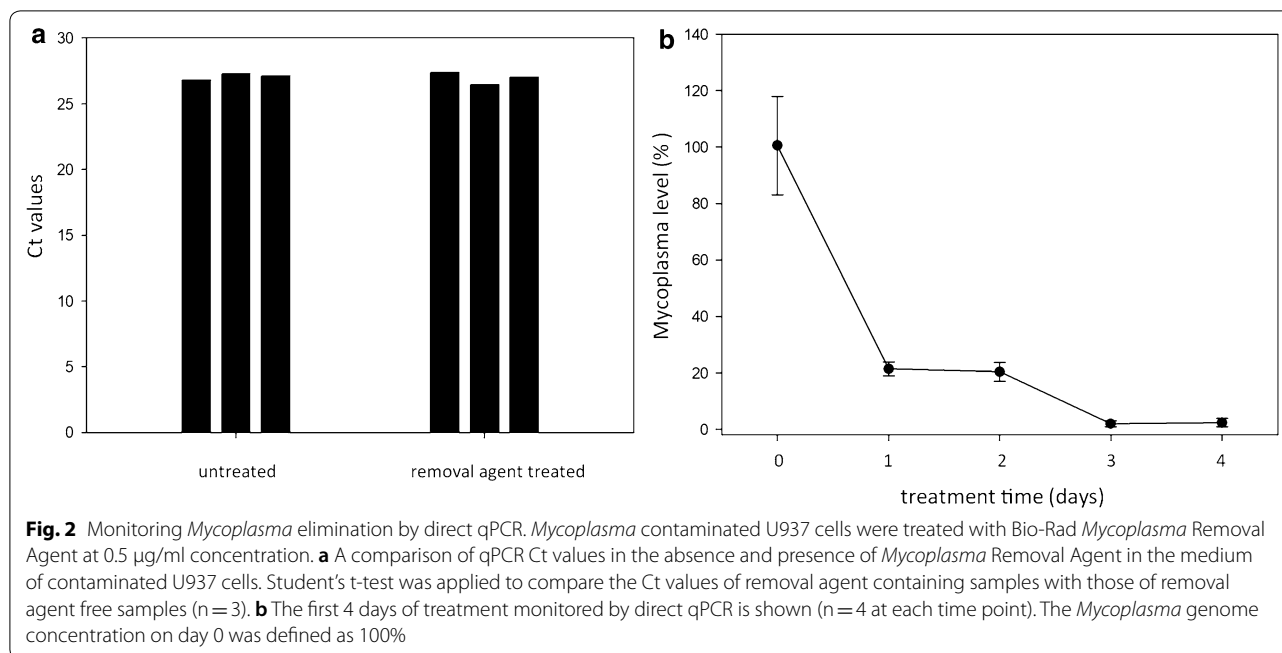 a
30
25
20
15
10
5
0
Ct values
untreated
removal agent treated
b
140
120
100
80
60
40
20
0
Mycoplasma level (%)
0 1 2 3 4
treatment time (days)
Fig. 2 Monitoring Mycoplasma elimination by direct qPCR. Mycoplasma contaminated U937 cells were treated with Bio-Rad Mycoplasma Removal
Agent at 0.5 µg/ml concentration. a A comparison of qPCR Ct values in the absence and presence of Mycoplasma Removal Agent in the medium
of contaminated U937 cells. Student's t-test was applied to compare the Ct values of removal agent containing samples with those of removal
agent free samples (n = 3). b The first 4 days of treatment monitored by direct qPCR is shown (n = 4 at each time point). The Mycoplasma genome
concentration on day 0 was defined as 100%